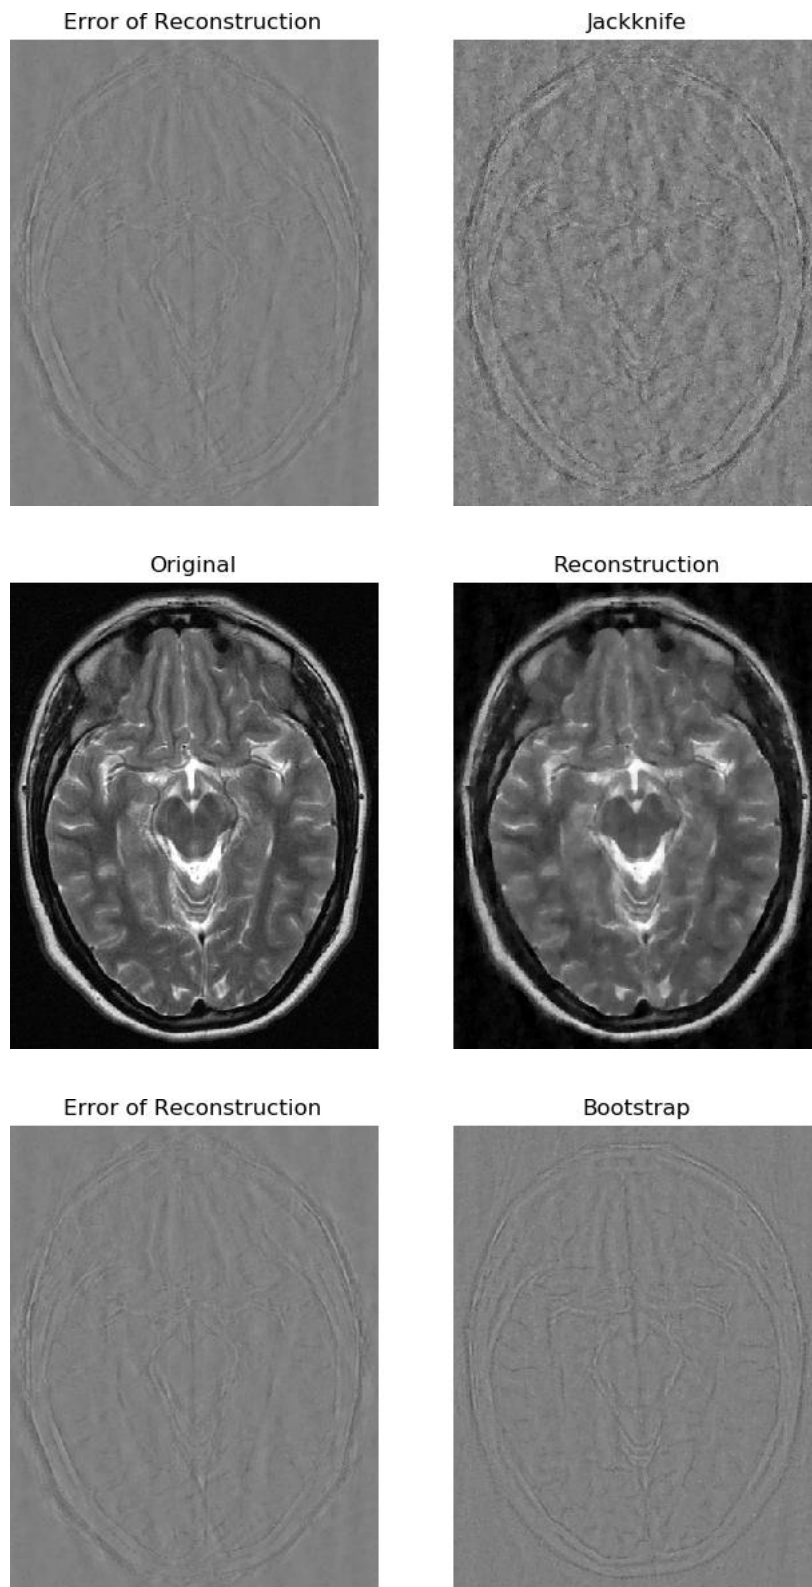 Error of Reconstruction
Jackknife
Original
Reconstruction
Error of Reconstruction
Bootstrap